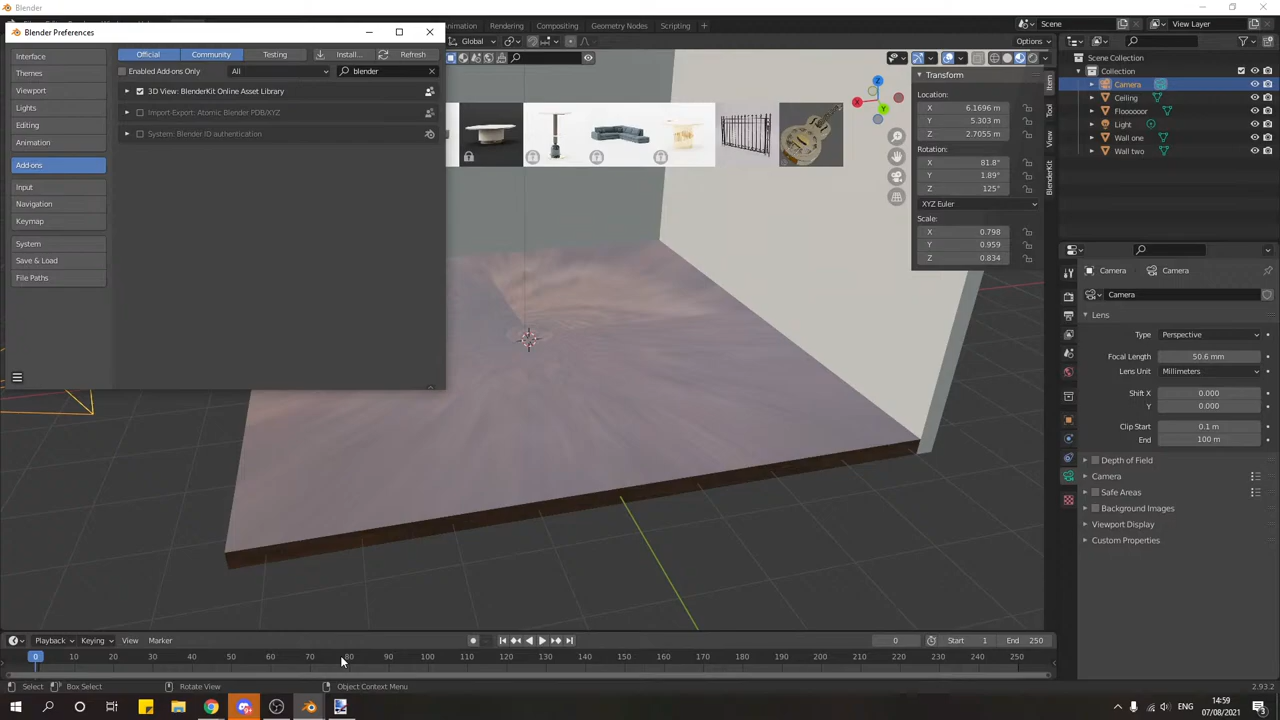 Blender
Blender Preferences
Animation Rendering Compositing Geometry Nodes Scripting +
Scene View Layer
Global Options
Interface
Themes
Viewport
Lights
Editing
Animation
Add-ons
Input
Navigation
Keymap
System
Save & Load
File Paths
Official Community Testing Install... Refresh
Enabled Add-ons Only All blender
3D View: BlenderKit Online Asset Library
Import-Export: Atomic Blender PDB/XYZ
System: Blender ID authentication
X Z Y
Transform
Location:
X 6.1696 m
Y 5.303 m
Z 2.7055 m
Rotation:
X 81.8°
Y 1.89°
Z 125°
XYZ Euler
Scale:
X 0.798
Y 0.959
Z 0.834
Item
Tool
View
BlenderKit
Scene Collection
Collection
Camera
Ceiling
Flooooor
Light
Wall one
Wall two
Camera Camera
Camera
Lens
Type Perspective
Focal Length 50.6 mm
Lens Unit Millimeters
Shift X 0.000
Y 0.000
Clip Start 0.1 m
End 100 m
Depth of Field
Camera
Safe Areas
Background Images
Viewport Display
Custom Properties
Playback Keying View Marker 0 Start 1 End 250
0 10 20 30 40 50 60 70 80 90 100 110 120 130 140 150 160 170 180 190 200 210 220 230 240 250
Select Box Select Rotate View Object Context Menu 2.93.2
ENG 14:59
07/08/2021